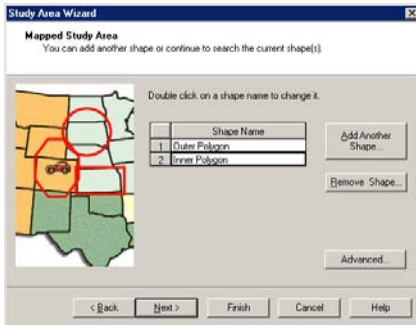 Study Area Wizard
Mapped Study Area
You can add another shape or continue to search the current shape(s).
Double click on a shape name to change it.
Shape Name
1 Outer Polygon
2 Inner Polygon
Add Another
Shape...
Remove Shape...
Advanced...
< Back
Next >
Finish
Cancel
Help